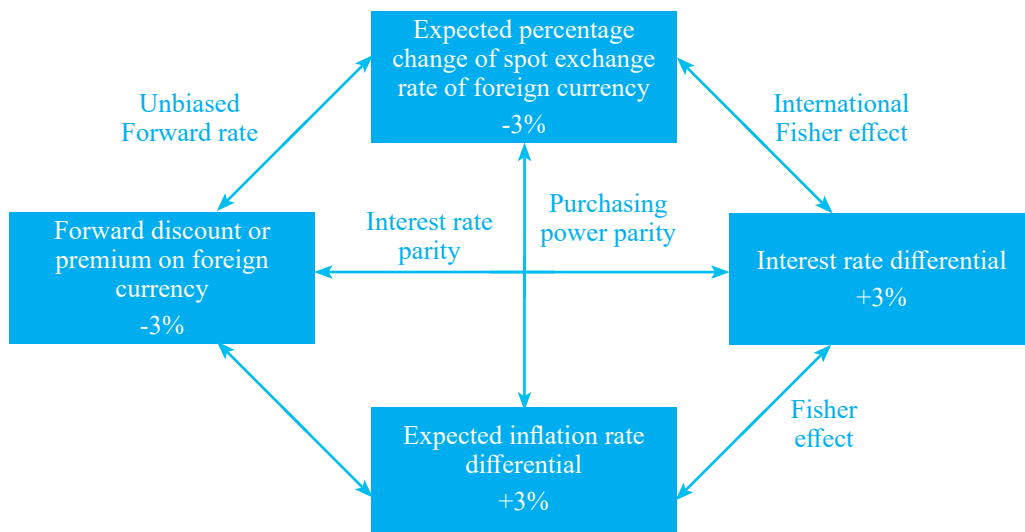 Expected percentage
change of spot exchange
rate of foreign currency
-3%
Unbiased
Forward rate
International
Fisher effect
Forward discount or
premium on foreign
currency
-3%
Interest rate
parity
Purchasing
power parity
Interest rate differential
+3%
Expected inflation rate
differential
+3%
Fisher
effect